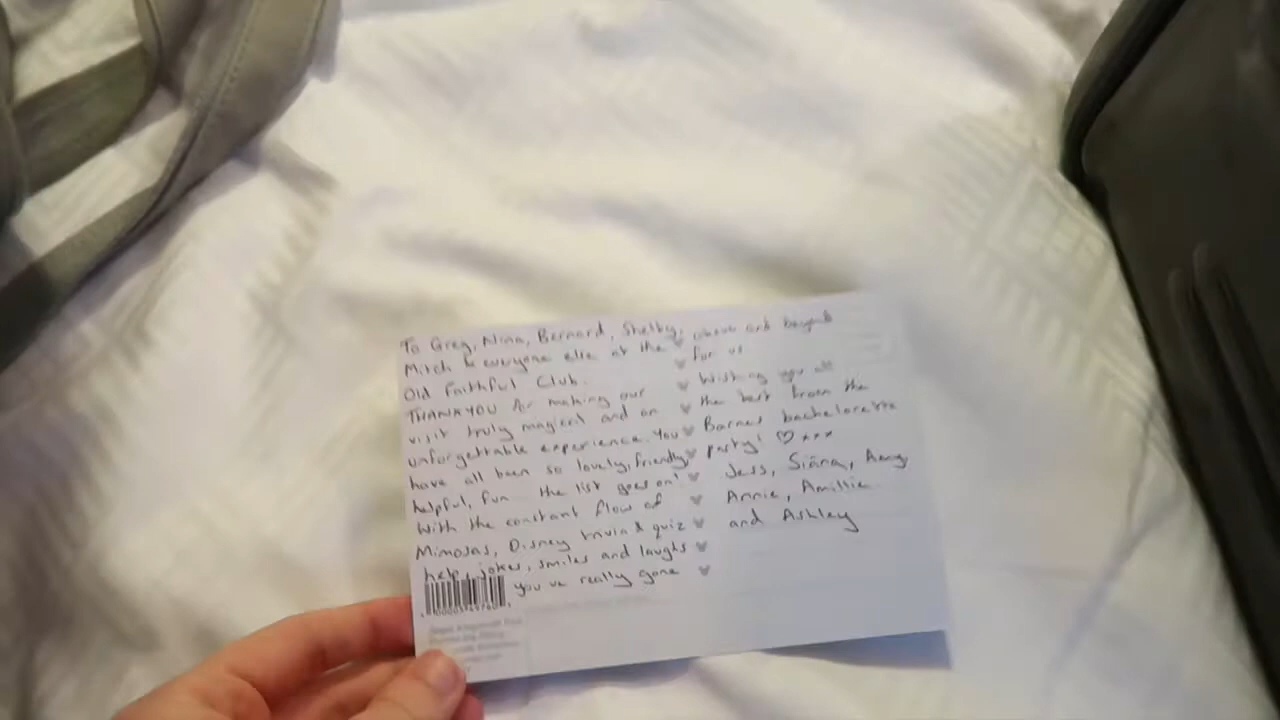 To Greg, Nina, Bernard, Shelby,
Mitch & everyone else at the
Old Faithful Club.
THANKYOU for making our
visit truly magical and an
unforgettable experience. You
have all been so lovely, friendly
helpful, fun the list goes on!
With the constant flow of
Mimosas, Disney trivia & quiz
help, jokes, smiles and laughs
you've really gone
above and beyond
for us
Wishing you all
the best from the
Barnes bachelorette
party! ♡ xxx
Jess, Siâna,
Annie, Amillie
and Ashley